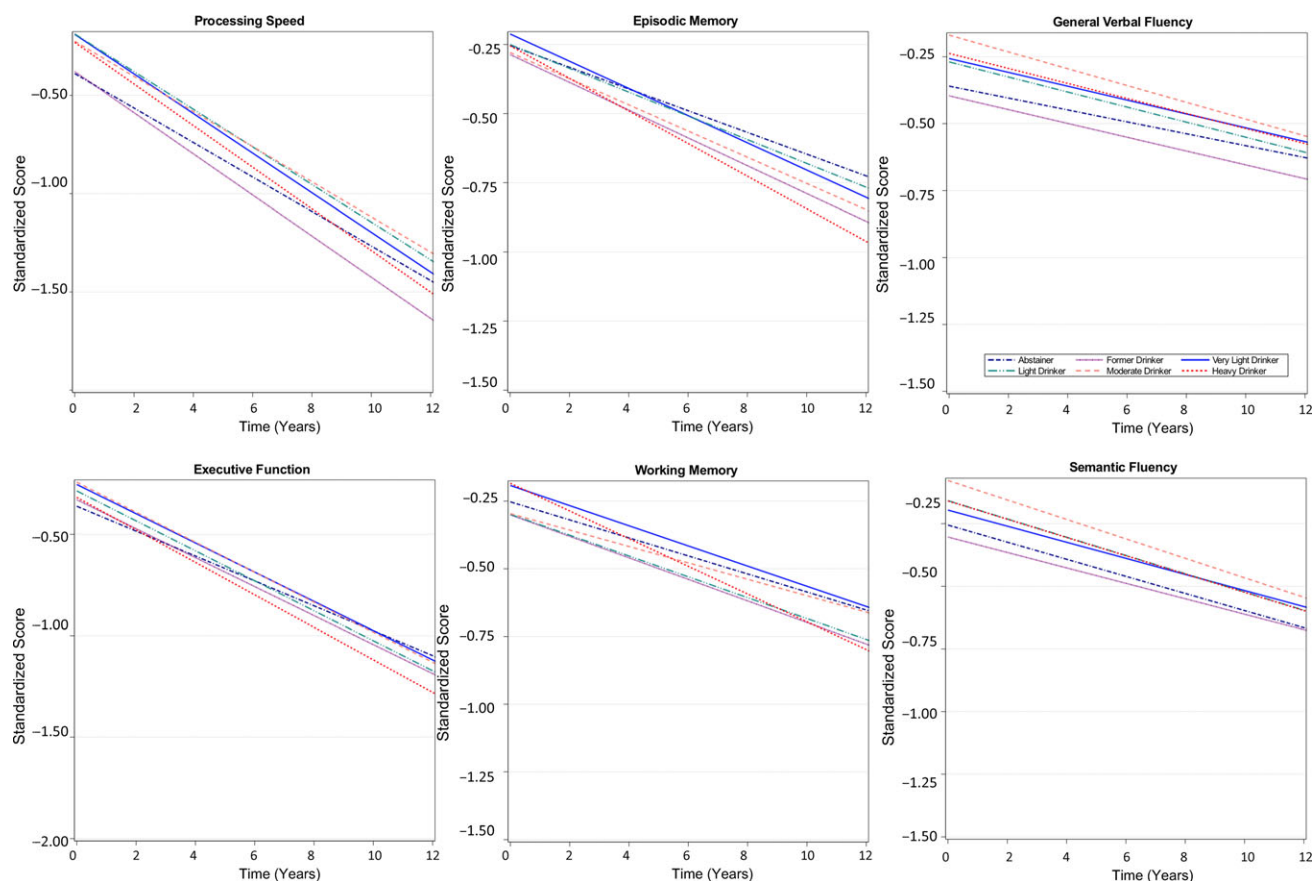 Processing Speed
Standardized Score
−0.50
−1.00
−1.50
0 2 4 6 8 10 12
Time (Years)
Episodic Memory
Standardized Score
−0.25
−0.50
−0.75
−1.00
−1.25
−1.50
0 2 4 6 8 10 12
Time (Years)
General Verbal Fluency
Standardized Score
−0.25
−0.50
−0.75
−1.00
−1.25
−1.50
Abstainer Former Drinker Very Light Drinker
Light Drinker Moderate Drinker Heavy Drinker
0 2 4 6 8 10 12
Time (Years)
Executive Function
Standardized Score
−0.50
−1.00
−1.50
−2.00
0 2 4 6 8 10 12
Time (Years)
Working Memory
Standardized Score
−0.25
−0.50
−0.75
−1.00
−1.25
−1.50
0 2 4 6 8 10 12
Time (Years)
Semantic Fluency
Standardized Score
−0.25
−0.50
−0.75
−1.00
−1.25
−1.50
0 2 4 6 8 10 12
Time (Years)